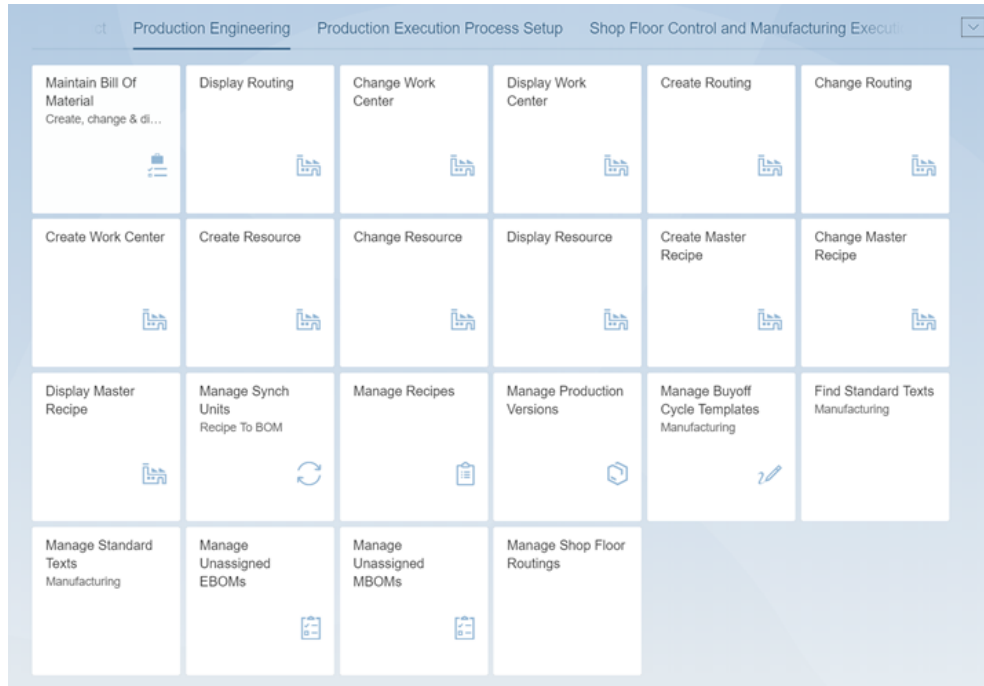 ct Production Engineering Production Execution Process Setup Shop Floor Control and Manufacturing Executi
Maintain Bill Of
Material
Create, change & di...
Display Routing
Change Work
Center
Display Work
Center
Create Routing
Change Routing
Create Work Center
Create Resource
Change Resource
Display Resource
Create Master
Recipe
Change Master
Recipe
Display Master
Recipe
Manage Synch
Units
Recipe To BOM
Manage Recipes
Manage Production
Versions
Manage Buyoff
Cycle Templates
Manufacturing
Find Standard Texts
Manufacturing
Manage Standard
Texts
Manufacturing
Manage
Unassigned
EBOMs
Manage
Unassigned
MBOMs
Manage Shop Floor
Routings